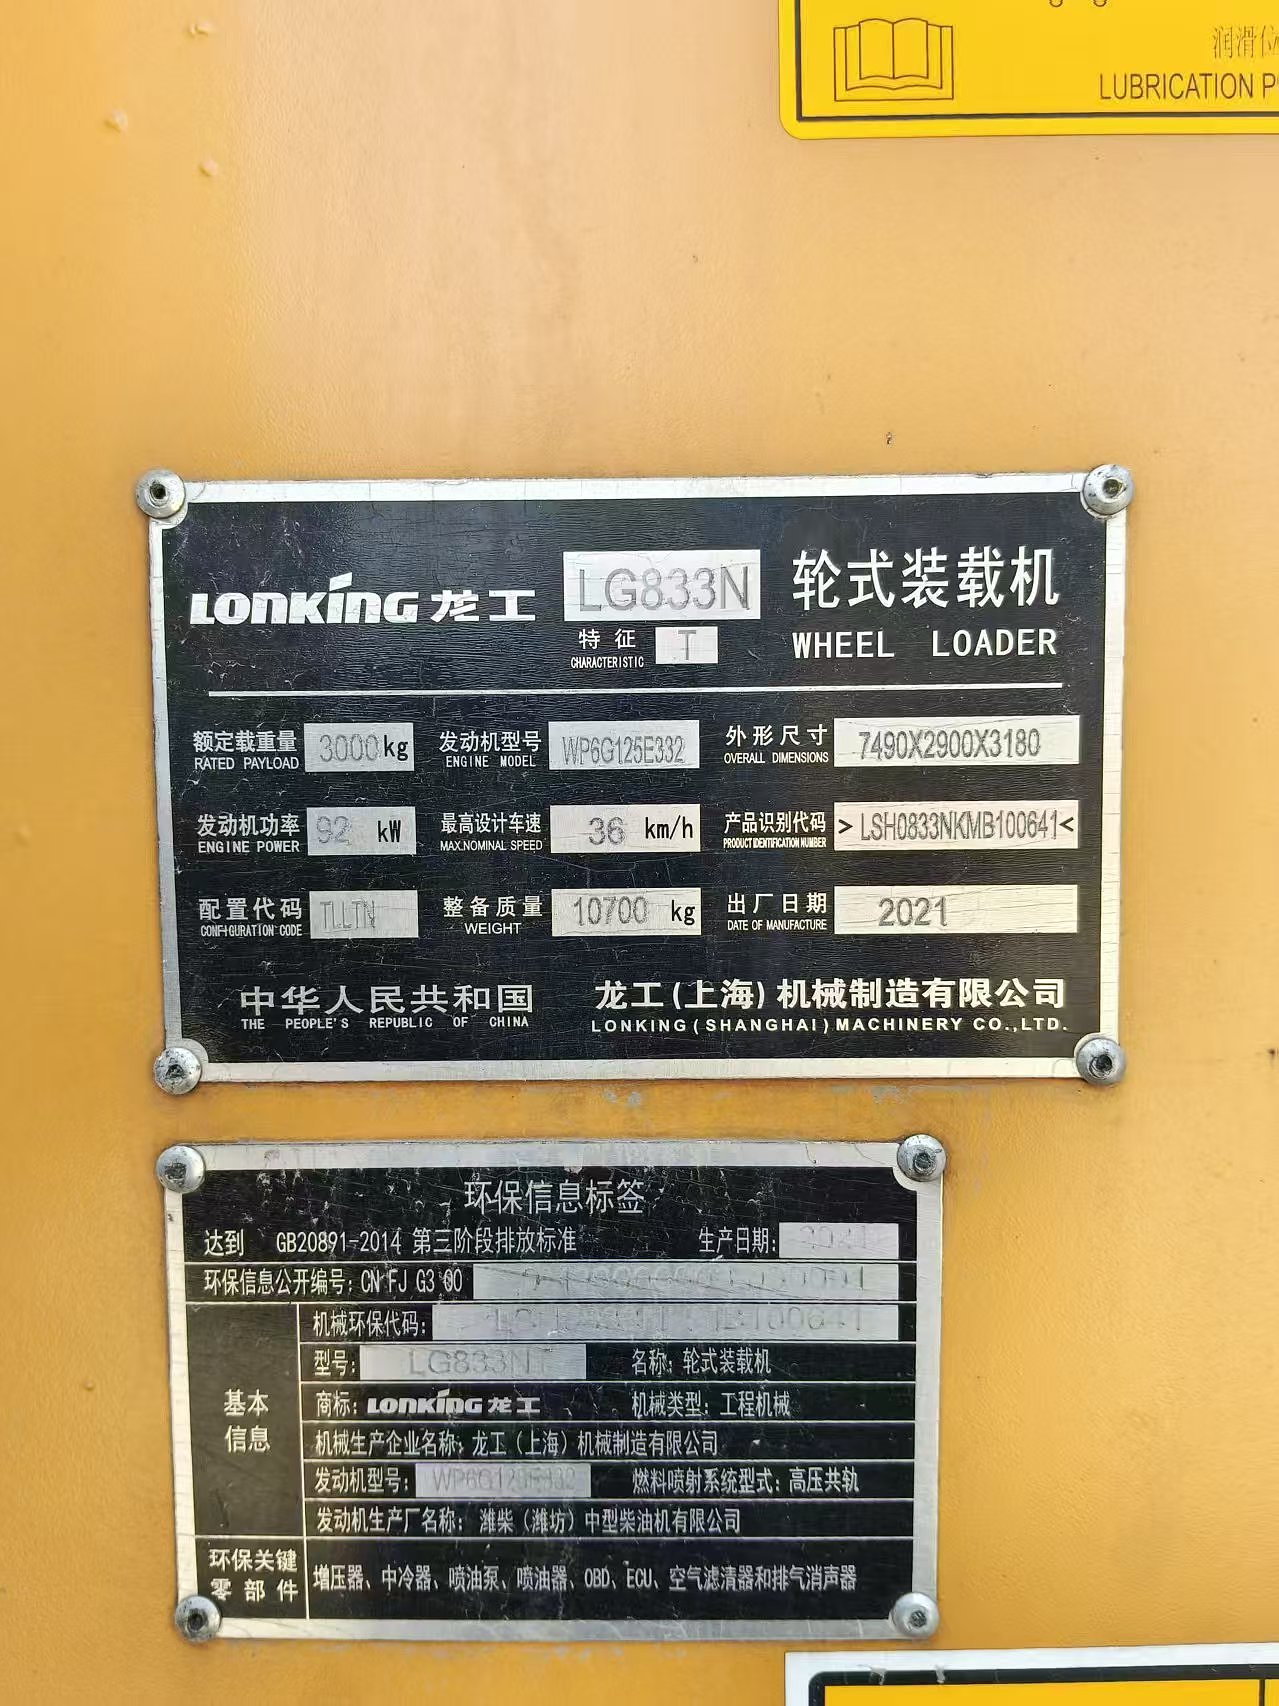 润滑位
LUBRICATION P
LONKING 龙工 LG833N 轮式装载机
特征 T
CHARACTERISTIC
WHEEL LOADER
额定载重量 3000kg 发动机型号 WP6G125E332 外形尺寸 7490X2900X3180
RATED PAYLOAD ENGINE MODEL OVERALL DIMENSIONS
发动机功率 92 kW 最高设计车速 36 km/h 产品识别代码 >LSH0833NKMB100641<
ENGINE POWER MAX.NOMINAL SPEED PRODUCT IDENTIFICATION NUMBER
配置代码 TLLTN 整备质量 10700 kg 出厂日期 2021
CONFIGURATION CODE WEIGHT DATE OF MANUFACTURE
中华人民共和国 龙工(上海)机械制造有限公司
THE PEOPLE'S REPUBLIC OF CHINA LONKING(SHANGHAI)MACHINERY CO.,LTD.
环保信息标签
达到 GB20891-2014 第三阶段排放标准 生产日期:
环保信息公开编号: CN FJ G3 00
机械环保代码:
型号: LG833N 名称: 轮式装载机
基本信息
商标: LONKING 龙工 机械类型: 工程机械
机械生产企业名称: 龙工(上海)机械制造有限公司
发动机型号: 燃料喷射系统型式: 高压共轨
发动机生产厂名称: 潍柴(潍坊)中型柴油机有限公司
环保关键零部件 增压器、中冷器、喷油泵、喷油器、OBD、ECU、空气滤清器和排气消声器